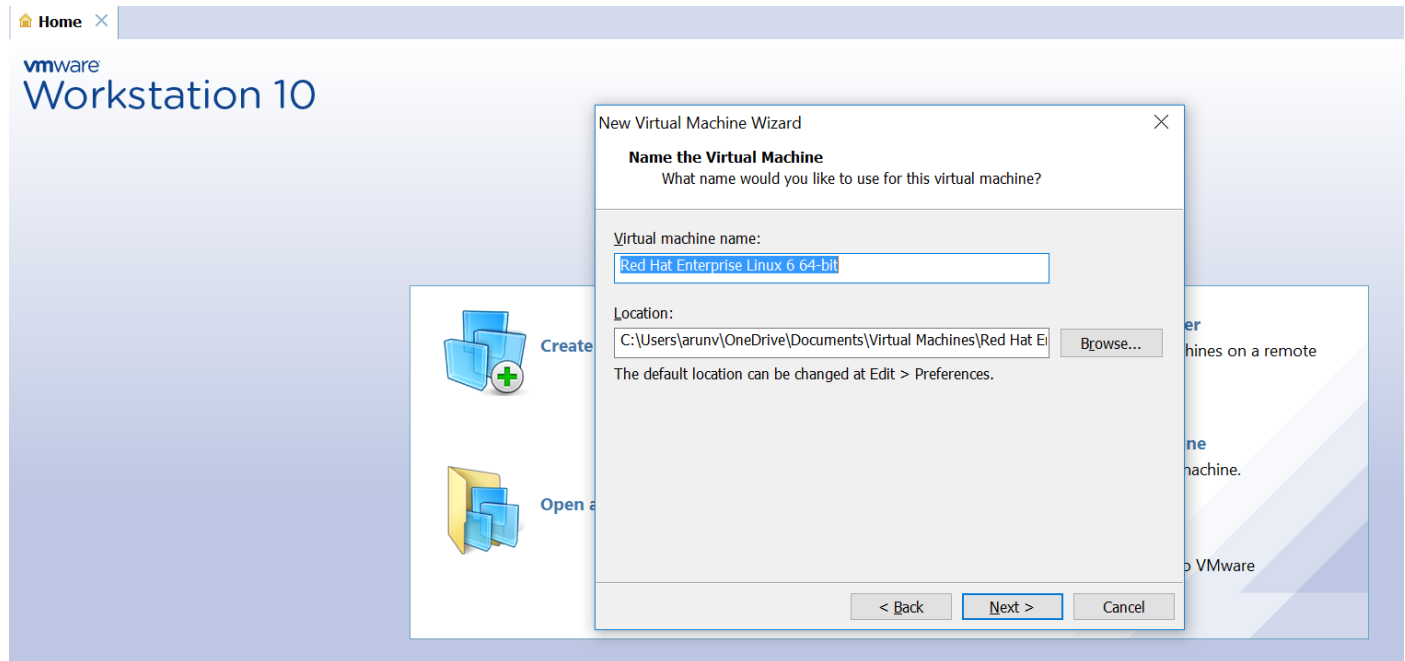 Home
vmware
Workstation 10
New Virtual Machine Wizard
Name the Virtual Machine
What name would you like to use for this virtual machine?
Virtual machine name:
Red Hat Enterprise Linux 6 64-bit
Location:
C:\Users\arunv\OneDrive\Documents\Virtual Machines\Red Hat E
Browse...
The default location can be changed at Edit > Preferences.
< Back
Next >
Cancel
Create
Open a
er
hines on a remote
ne
nachine.
o VMware